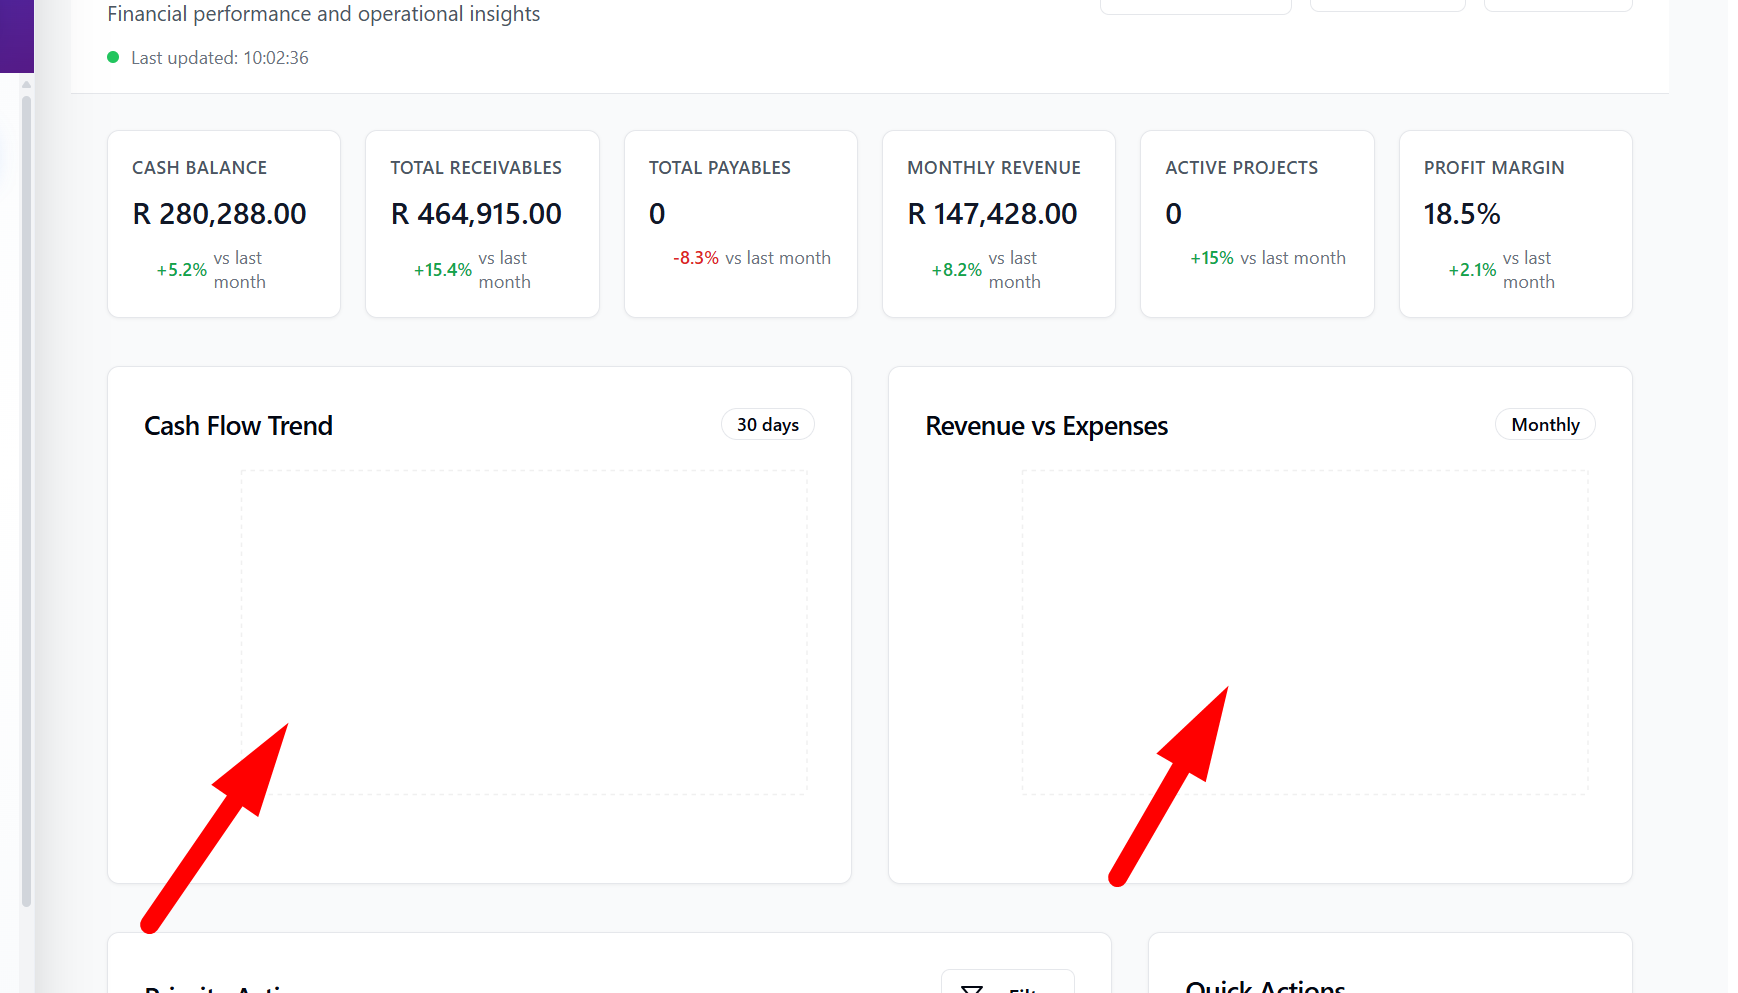 Financial performance and operational insights
Last updated: 10:02:36
CASH BALANCE
R 280,288.00
+5.2% vs last
month
TOTAL RECEIVABLES
R 464,915.00
+15.4% vs last
month
TOTAL PAYABLES
0
-8.3% vs last month
MONTHLY REVENUE
R 147,428.00
+8.2% vs last
month
ACTIVE PROJECTS
0
+15% vs last month
PROFIT MARGIN
18.5%
+2.1% vs last
month
Cash Flow Trend
30 days
Revenue vs Expenses
Monthly
Quick Actions